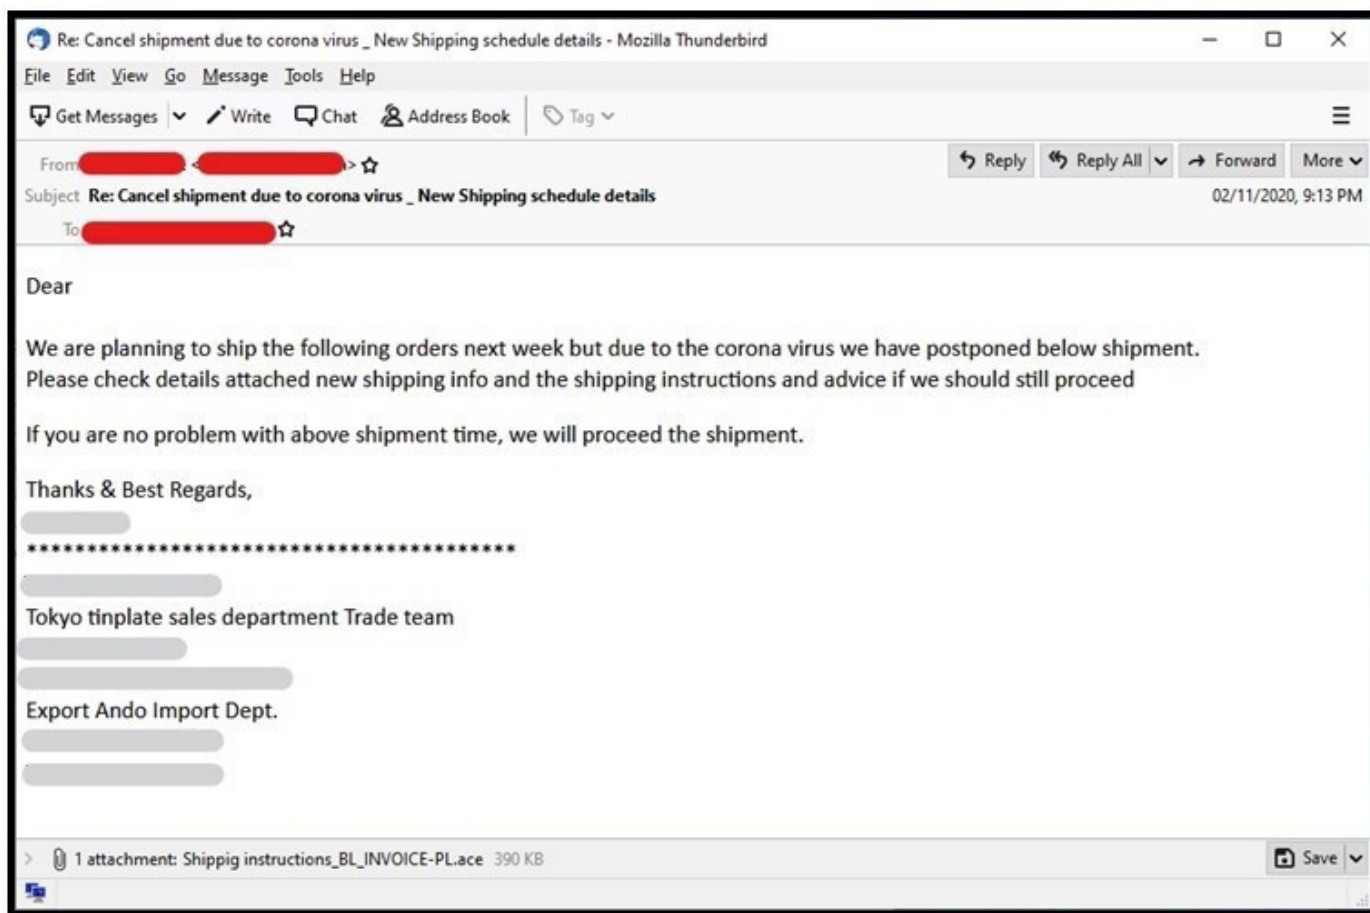 Re: Cancel shipment due to corona virus _ New Shipping schedule details - Mozilla Thunderbird
File Edit View Go Message Tools Help
Get Messages Write Chat Address Book Tag
From < > Reply Reply All Forward More
Subject Re: Cancel shipment due to corona virus _ New Shipping schedule details 02/11/2020, 9:13 PM
To
Dear
We are planning to ship the following orders next week but due to the corona virus we have postponed below shipment.
Please check details attached new shipping info and the shipping instructions and advice if we should still proceed
If you are no problem with above shipment time, we will proceed the shipment.
Thanks & Best Regards,
*****************************************
Tokyo tinplate sales department Trade team
Export Ando Import Dept.
1 attachment: Shippig instructions_BL_INVOICE-PL.ace 390 KB Save